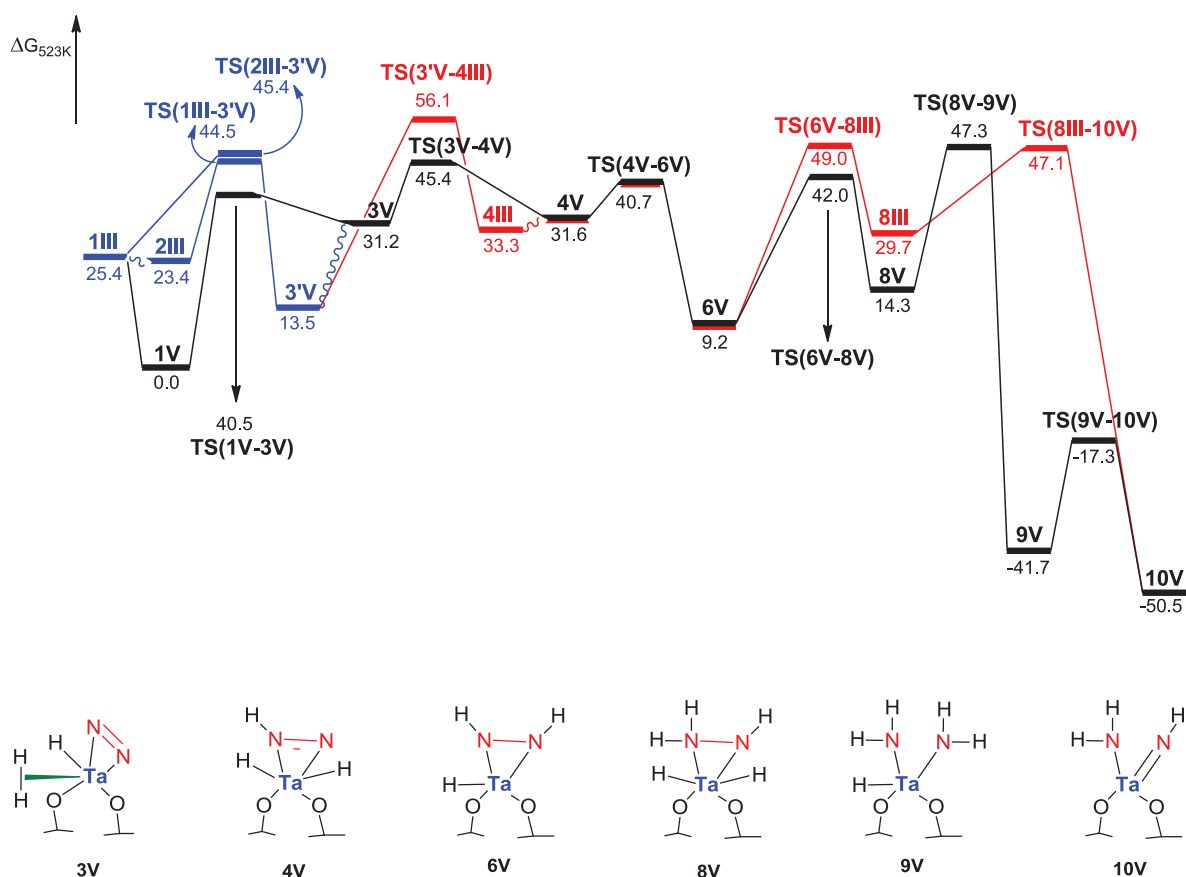 ΔG523K
TS(2III-3'V)
45.4
TS(1III-3'V)
44.5
TS(3'V-4III)
56.1
TS(3V-4V)
45.4
TS(4V-6V)
40.7
TS(6V-8III)
49.0
42.0
TS(8V-9V)
47.3
TS(8III-10V)
47.1
1III
25.4
2III
23.4
3'V
13.5
3V
31.2
4III
33.3
4V
31.6
1V
0.0
40.5
TS(1V-3V)
6V
9.2
TS(6V-8V)
8III
29.7
8V
14.3
TS(9V-10V)
-17.3
9V
-41.7
10V
-50.5
N
H N
H Ta
H O O
3V
H
N N
H - H
Ta
O O
4V
H H
N N
H Ta
O O
6V
H H
H N N
H H
Ta
O O
8V
H H
H N N H
H Ta
O O
9V
H H
H N N
Ta
O O
10V